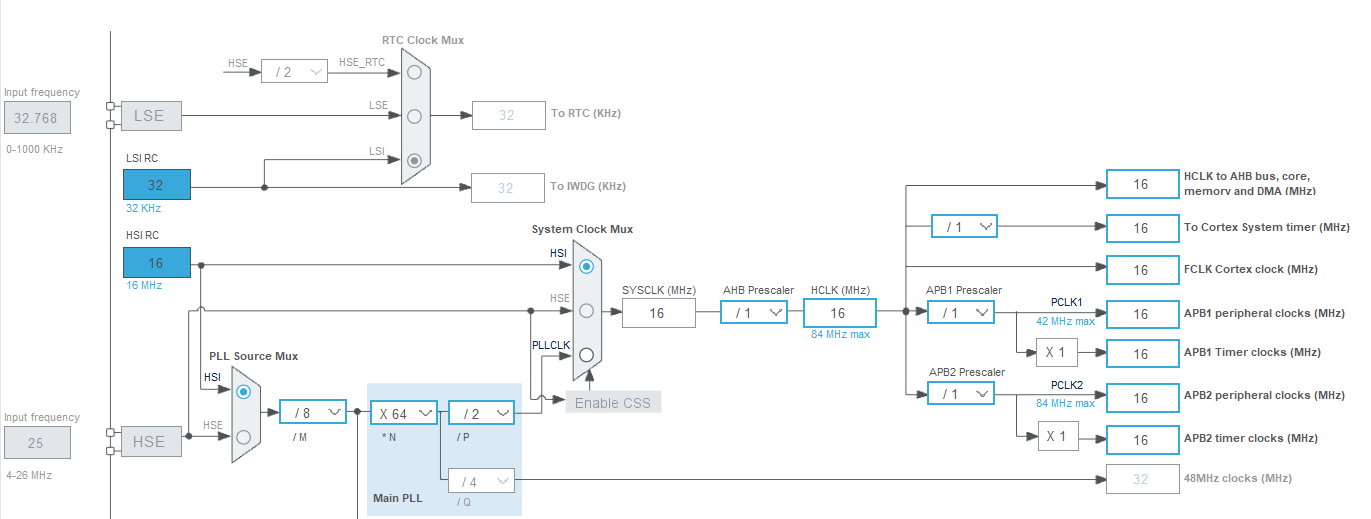 RTC Clock Mux
HSE
/ 2
HSE_RTC
Input frequency
32.768
0-1000 KHz
LSE
LSE
32
To RTC (KHz)
LSI RC
32
32 KHz
LSI
32
To IWDG (KHz)
HSI RC
16
16 MHz
System Clock Mux
HSI
HSE
PLLCLK
SYSCLK (MHz)
16
AHB Prescaler
/ 1
HCLK (MHz)
16
84 MHz max
16
HCLK to AHB bus, core,
memory and DMA (MHz)
/ 1
16
To Cortex System timer (MHz)
16
FCLK Cortex clock (MHz)
APB1 Prescaler
/ 1
PCLK1
42 MHz max
16
APB1 peripheral clocks (MHz)
X 1
16
APB1 Timer clocks (MHz)
APB2 Prescaler
/ 1
PCLK2
84 MHz max
16
APB2 peripheral clocks (MHz)
X 1
16
APB2 timer clocks (MHz)
PLL Source Mux
HSI
HSE
Input frequency
25
4-26 MHz
HSE
/ 8
/ M
X 64
* N
/ 2
/ P
Enable CSS
/ 4
/ Q
Main PLL
32
48MHz clocks (MHz)